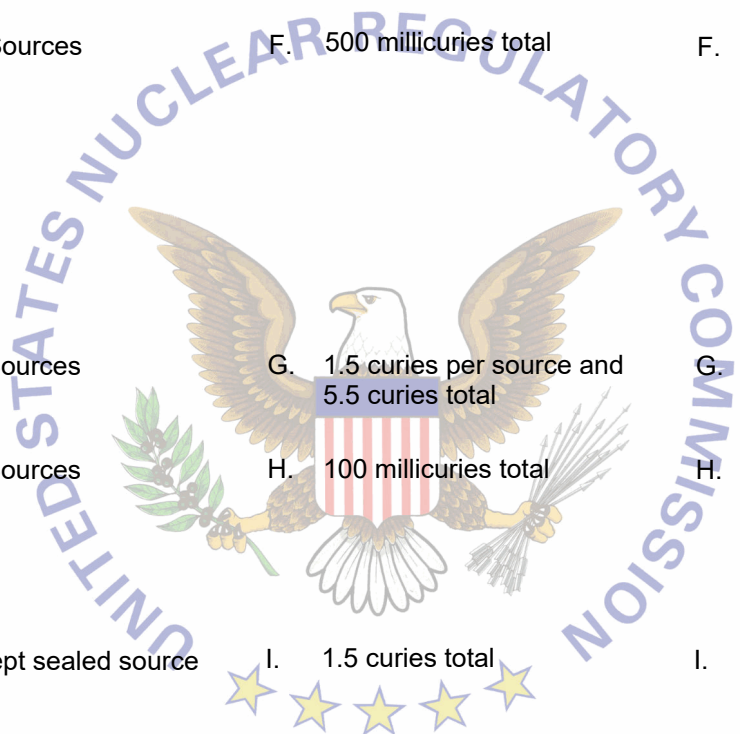 UNITED STATES NUCLEAR REGULATORY COMMISSION
Sources F. 500 millicuries total F.
ources G. 1.5 curies per source and G.
5.5 curies total
ources H. 100 millicuries total H.
ept sealed source I. 1.5 curies total I.